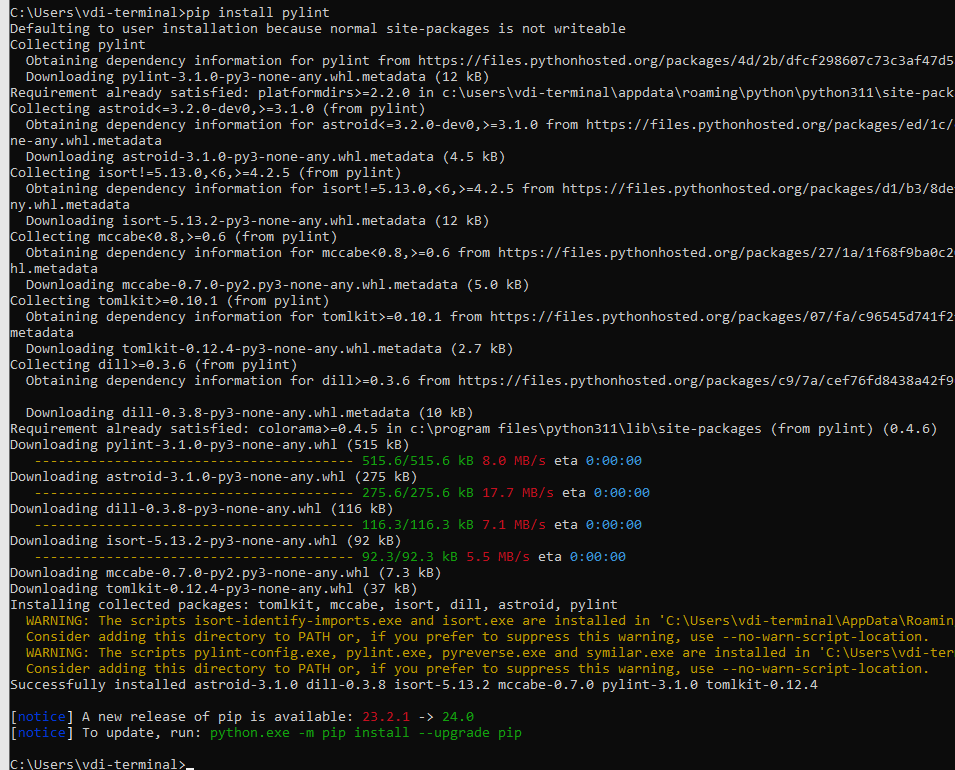 C:\Users\vdi-terminal>pip install pylint
Defaulting to user installation because normal site-packages is not writeable
Collecting pylint
  Obtaining dependency information for pylint from https://files.pythonhosted.org/packages/4d/2b/dfcf298607c73c3af47d5
  Downloading pylint-3.1.0-py3-none-any.whl.metadata (12 kB)
Requirement already satisfied: platformdirs>=2.2.0 in c:\users\vdi-terminal\appdata\roaming\python\python311\site-pack
Collecting astroid<=3.2.0-dev0,>=3.1.0 (from pylint)
  Obtaining dependency information for astroid<=3.2.0-dev0,>=3.1.0 from https://files.pythonhosted.org/packages/ed/1c/
ne-any.whl.metadata
  Downloading astroid-3.1.0-py3-none-any.whl.metadata (4.5 kB)
Collecting isort!=5.13.0,<6,>=4.2.5 (from pylint)
  Obtaining dependency information for isort!=5.13.0,<6,>=4.2.5 from https://files.pythonhosted.org/packages/d1/b3/8de
ny.whl.metadata
  Downloading isort-5.13.2-py3-none-any.whl.metadata (12 kB)
Collecting mccabe<0.8,>=0.6 (from pylint)
  Obtaining dependency information for mccabe<0.8,>=0.6 from https://files.pythonhosted.org/packages/27/1a/1f68f9ba0c2
hl.metadata
  Downloading mccabe-0.7.0-py2.py3-none-any.whl.metadata (5.0 kB)
Collecting tomlkit>=0.10.1 (from pylint)
  Obtaining dependency information for tomlkit>=0.10.1 from https://files.pythonhosted.org/packages/07/fa/c96545d741f2
metadata
  Downloading tomlkit-0.12.4-py3-none-any.whl.metadata (2.7 kB)
Collecting dill>=0.3.6 (from pylint)
  Obtaining dependency information for dill>=0.3.6 from https://files.pythonhosted.org/packages/c9/7a/cef76fd8438a42f9
  Downloading dill-0.3.8-py3-none-any.whl.metadata (10 kB)
Requirement already satisfied: colorama>=0.4.5 in c:\program files\python311\lib\site-packages (from pylint) (0.4.6)
Downloading pylint-3.1.0-py3-none-any.whl (515 kB)
   ---------------------------------------- 515.6/515.6 kB 8.0 MB/s eta 0:00:00
Downloading astroid-3.1.0-py3-none-any.whl (275 kB)
   ---------------------------------------- 275.6/275.6 kB 17.7 MB/s eta 0:00:00
Downloading dill-0.3.8-py3-none-any.whl (116 kB)
   ---------------------------------------- 116.3/116.3 kB 7.1 MB/s eta 0:00:00
Downloading isort-5.13.2-py3-none-any.whl (92 kB)
   ---------------------------------------- 92.3/92.3 kB 5.5 MB/s eta 0:00:00
Downloading mccabe-0.7.0-py2.py3-none-any.whl (7.3 kB)
Downloading tomlkit-0.12.4-py3-none-any.whl (37 kB)
Installing collected packages: tomlkit, mccabe, isort, dill, astroid, pylint
  WARNING: The scripts isort-identify-imports.exe and isort.exe are installed in 'C:\Users\vdi-terminal\AppData\Roamin
  Consider adding this directory to PATH or, if you prefer to suppress this warning, use --no-warn-script-location.
  WARNING: The scripts pylint-config.exe, pylint.exe, pyreverse.exe and symilar.exe are installed in 'C:\Users\vdi-ter
  Consider adding this directory to PATH or, if you prefer to suppress this warning, use --no-warn-script-location.
Successfully installed astroid-3.1.0 dill-0.3.8 isort-5.13.2 mccabe-0.7.0 pylint-3.1.0 tomlkit-0.12.4
[notice] A new release of pip is available: 23.2.1 -> 24.0
[notice] To update, run: python.exe -m pip install --upgrade pip
C:\Users\vdi-terminal>